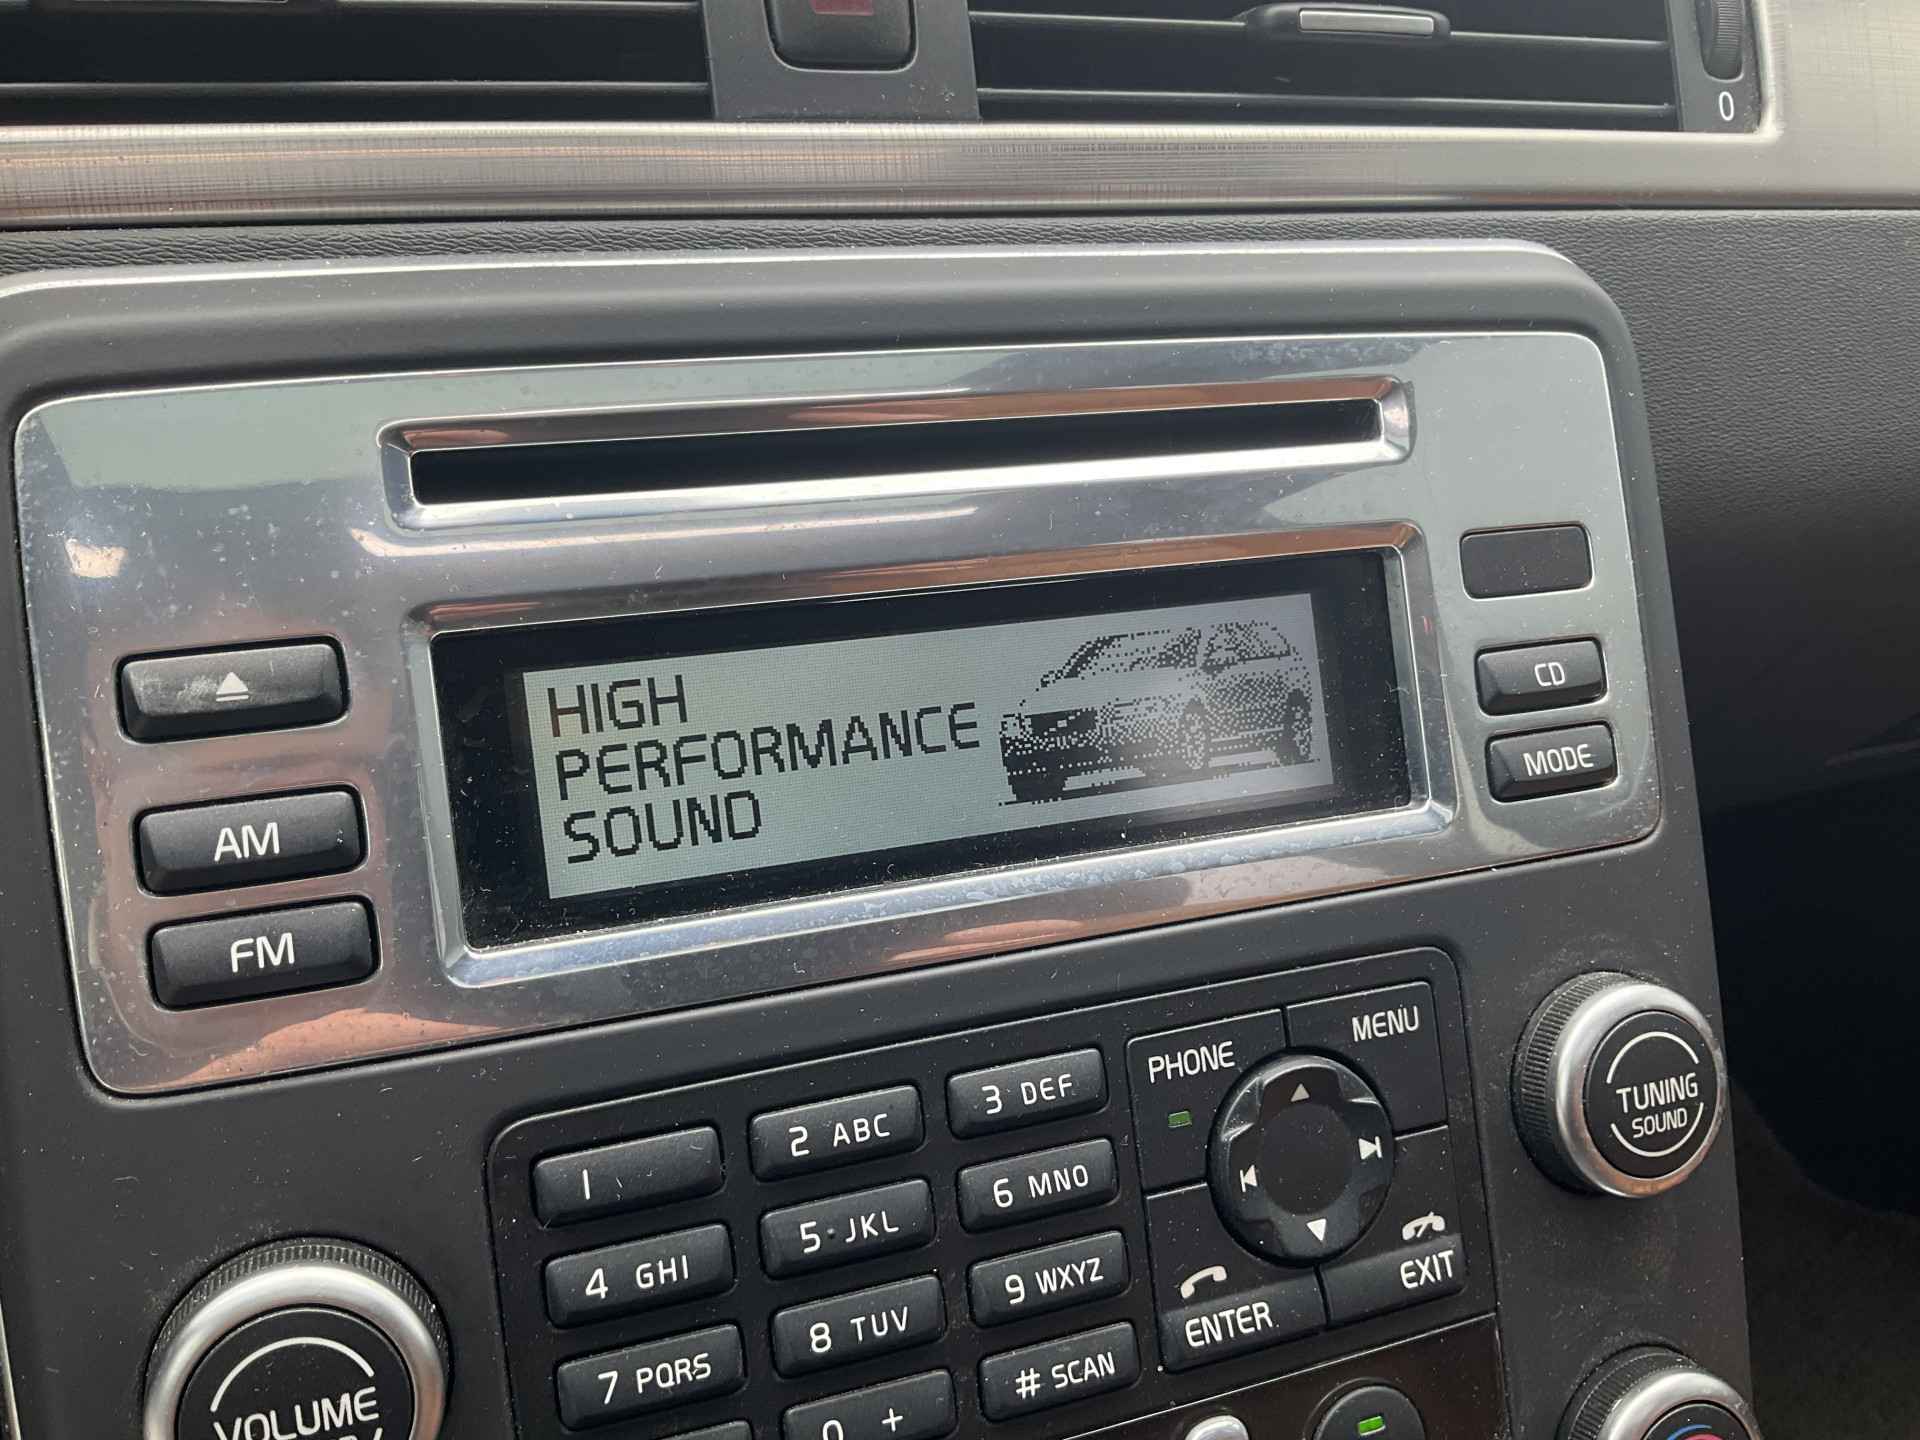 0
CD
MODE
HIGH
PERFORMANCE
SOUND
AM
FM
PHONE
MENU
TUNING
SOUND
1
2 ABC
3 DEF
4 GHI
5 JKL
6 MNO
7 PQRS
8 TUV
9 WXYZ
0 +
# SCAN
ENTER
EXIT
VOLUME